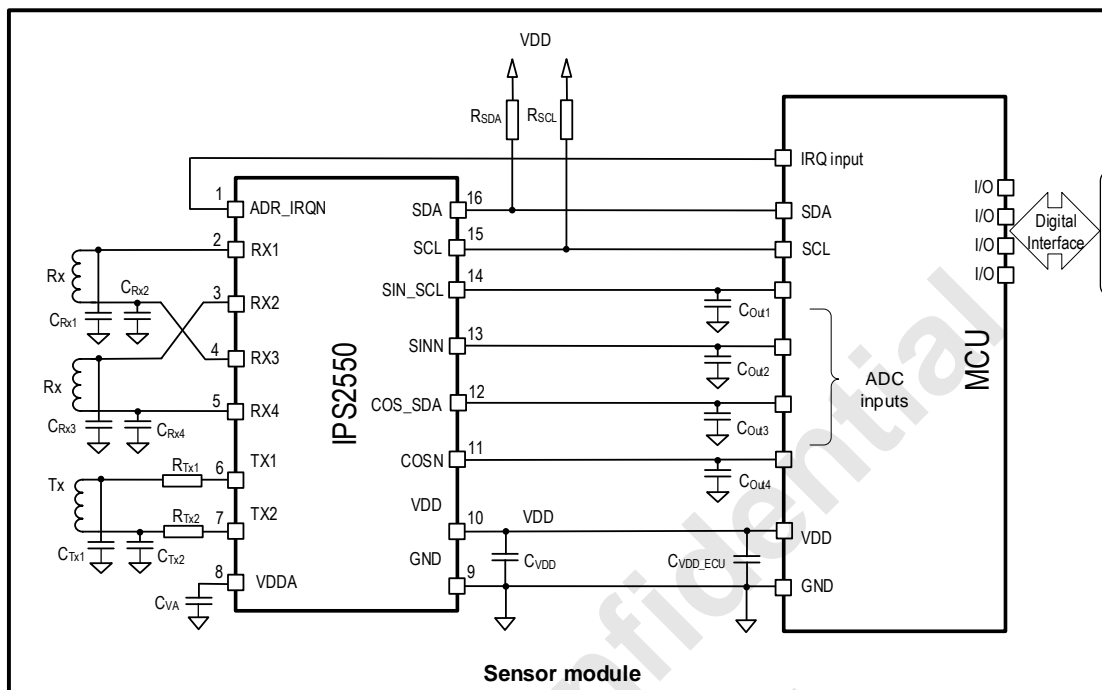 VDD
RSDA
RSCL
IRQ input
1
ADR_IRQN
SDA
16
SDA
I/O
I/O
I/O
I/O
Digital
Interface
2
RX1
SCL
15
SCL
Rx
CRx1
CRx2
3
RX2
SIN_SCL
14
COut1
4
RX3
SINN
13
COut2
ADC
inputs
MCU
IPS2550
Rx
CRx3
CRx4
5
RX4
COS_SDA
12
COut3
TX1
6
RTx1
COSN
11
COut4
Tx
CTx1
CTx2
RTx2
7
TX2
VDD
10
VDD
CVDD
CVDD_ECU
VDD
8
VDDA
CVA
GND
9
GND
Sensor module
nfidential